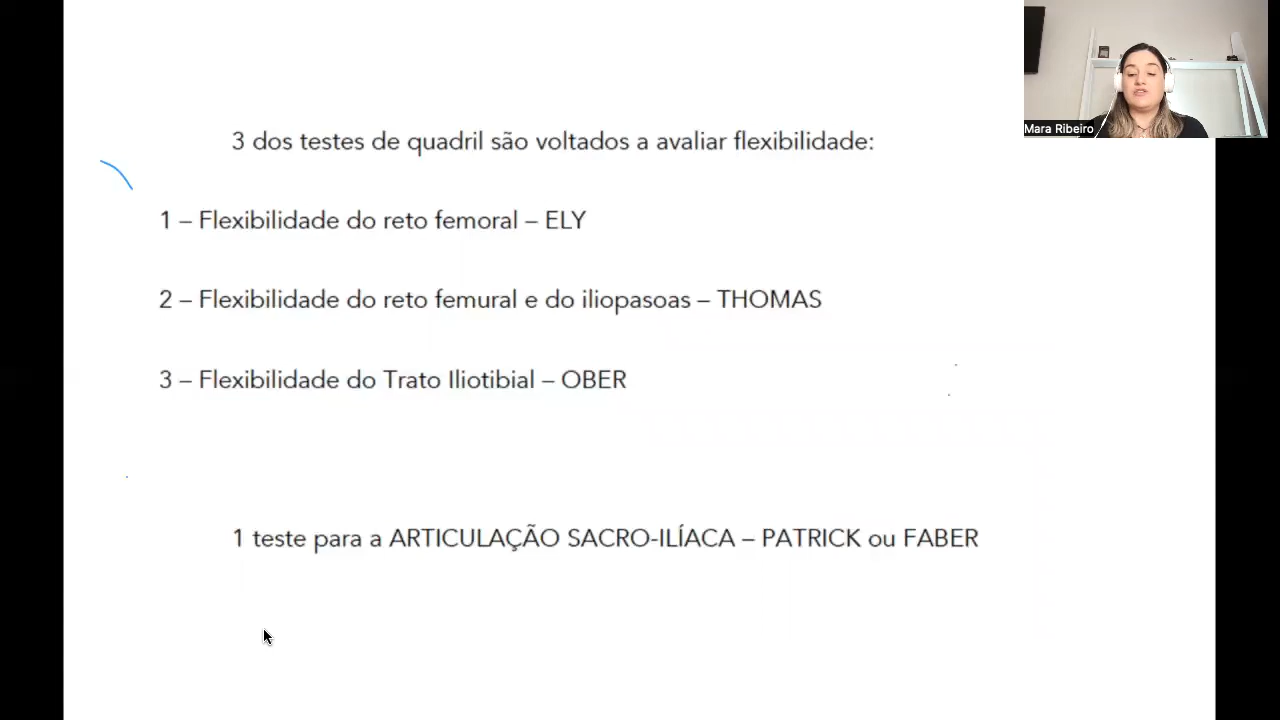 3 dos testes de quadril são voltados a avaliar flexibilidade:
1 – Flexibilidade do reto femoral – ELY
2 – Flexibilidade do reto femural e do iliopasoas – THOMAS
3 – Flexibilidade do Trato Iliotibial – OBER
1 teste para a ARTICULAÇÃO SACRO-ILÍACA – PATRICK ou FABER
Mara Ribeiro